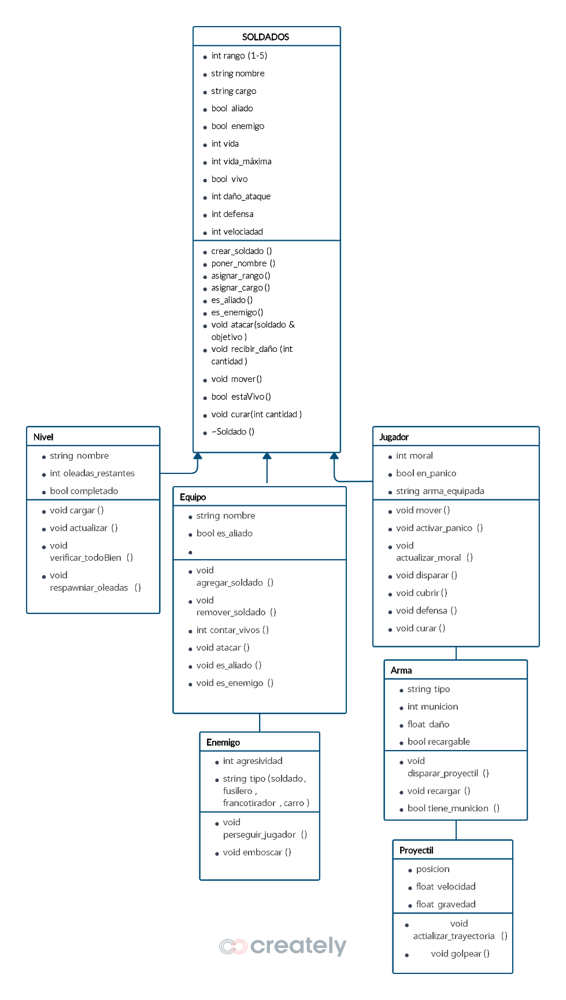 SOLDADOS
int rango (1-5)
string nombre
string cargo
bool aliado
bool enemigo
int vida
int vida_máxima
bool vivo
int daño_ataque
int defensa
int velociadad
crear_soldado ()
poner_nombre ()
asignar_rango()
asignar_cargo()
es_aliado()
es_enemigo()
void atacar(soldado &
objetivo)
void recibir_daño (int
cantidad)
void mover()
bool estaVivo()
void curar(int cantidad)
~Soldado ()
Nivel
string nombre
int oleadas_restantes
bool completado
void cargar ()
void actualizar ()
void
verificar_todoBien ()
void
respawniar_oleadas ()
Equipo
string nombre
bool es_aliado
void
agregar_soldado ()
void
remover_soldado ()
int contar_vivos ()
void atacar ()
void es_aliado ()
void es_enemigo ()
Jugador
int moral
bool en_panico
string arma_equipada
void mover ()
void activar_panico ()
void
actualizar_moral ()
void disparar ()
void cubrir ()
void defensa ()
void curar ()
Enemigo
int agresividad
string tipo (soldado,
fusilero,
francotirador, carro)
void
perseguir_jugador ()
void emboscar ()
Arma
string tipo
int municion
float daño
bool recargable
void
disparar_proyectil ()
void recargar ()
bool tiene_municion ()
Proyectil
posicion
float velocidad
float gravedad
void
actializar_trayectoria ()
void golpear ()
creately